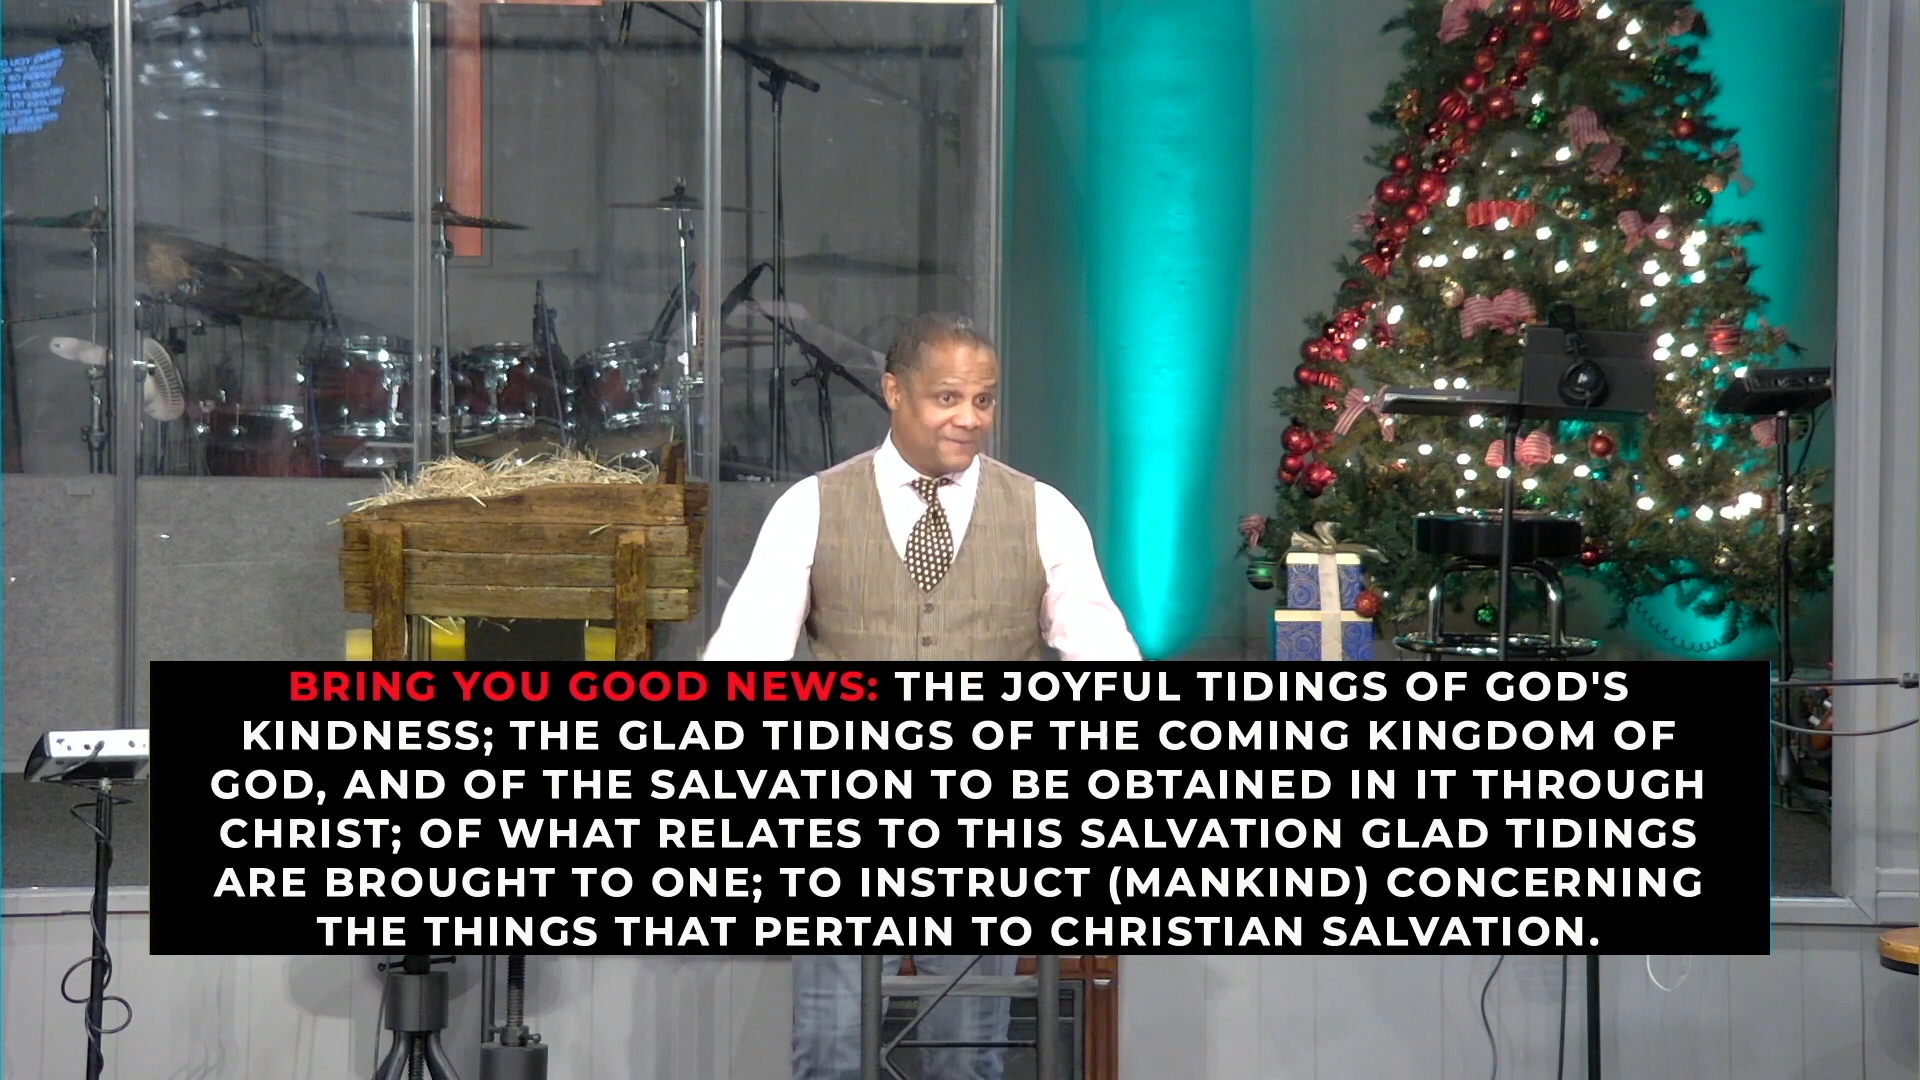 BRING YOU GOOD NEWS: THE JOYFUL TIDINGS OF GOD'S
KINDNESS; THE GLAD TIDINGS OF THE COMING KINGDOM OF
GOD, AND OF THE SALVATION TO BE OBTAINED IN IT THROUGH
CHRIST; OF WHAT RELATES TO THIS SALVATION GLAD TIDINGS
ARE BROUGHT TO ONE; TO INSTRUCT (MANKIND) CONCERNING
THE THINGS THAT PERTAIN TO CHRISTIAN SALVATION.